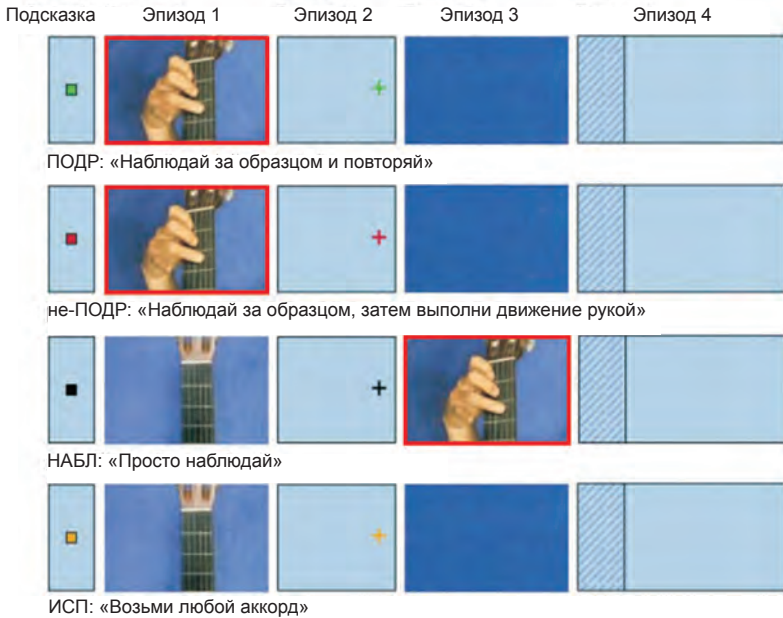 Подсказка Эпизод 1 Эпизод 2 Эпизод 3 Эпизод 4
ПОДР: «Наблюдай за образцом и повторяй»
не-ПОДР: «Наблюдай за образцом, затем выполни движение рукой»
НАБЛ: «Просто наблюдай»
ИСП: «Возьми любой аккорд»